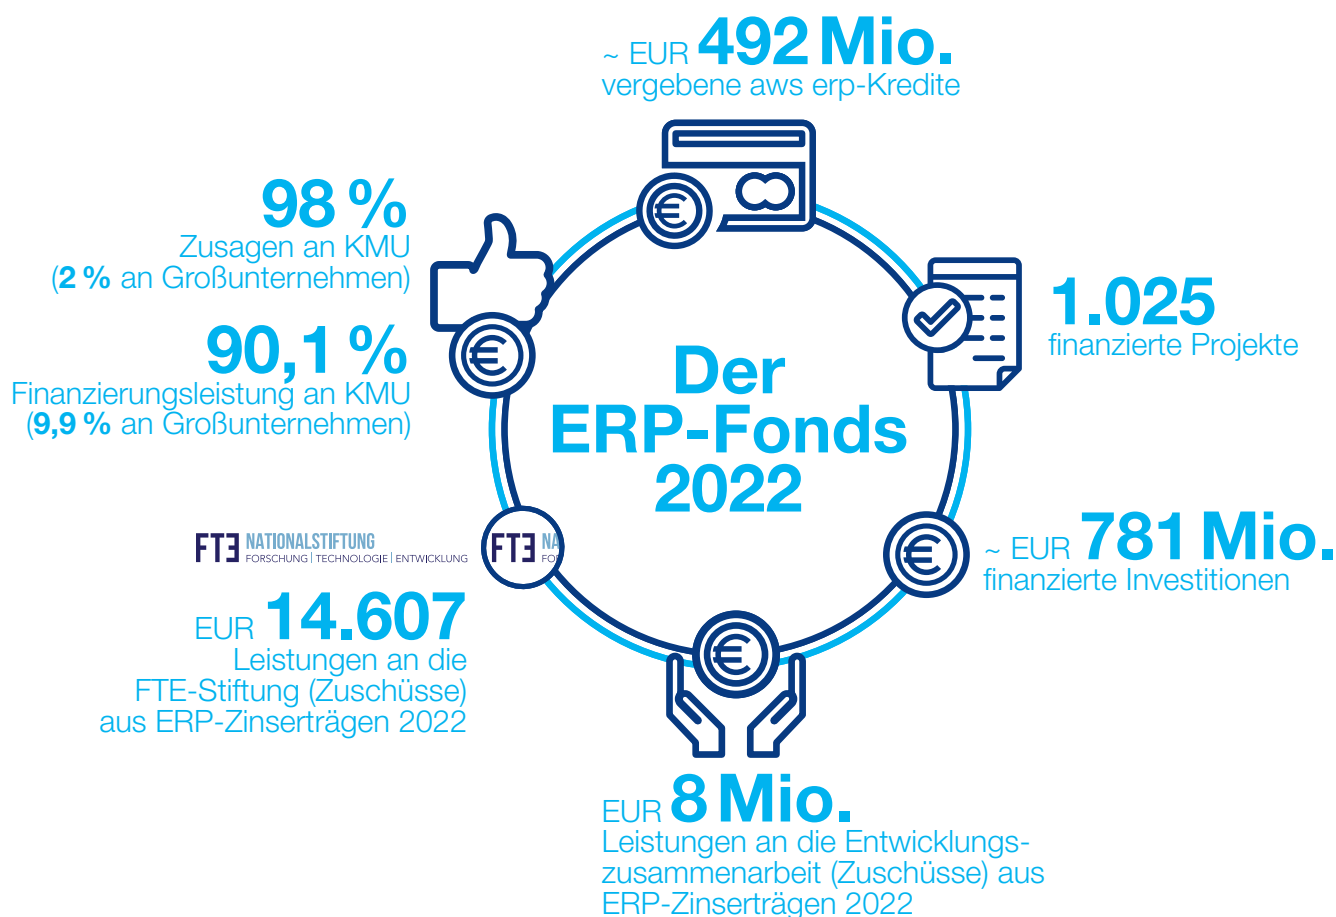 ~ EUR 492 Mio.
vergebene aws erp-Kredite
98 %
Zusagen an KMU
(2 % an Großunternehmen)
90,1 %
Finanzierungsleistung an KMU
(9,9 % an Großunternehmen)
1.025
finanzierte Projekte
Der
ERP-Fonds
2022
FTE NATIONALSTIFTUNG
FORSCHUNG | TECHNOLOGIE | ENTWICKLUNG
FTE NA
FO
~ EUR 781 Mio.
finanzierte Investitionen
EUR 14.607
Leistungen an die
FTE-Stiftung (Zuschüsse)
aus ERP-Zinserträgen 2022
EUR 8 Mio.
Leistungen an die Entwicklungs-
zusammenarbeit (Zuschüsse) aus
ERP-Zinserträgen 2022